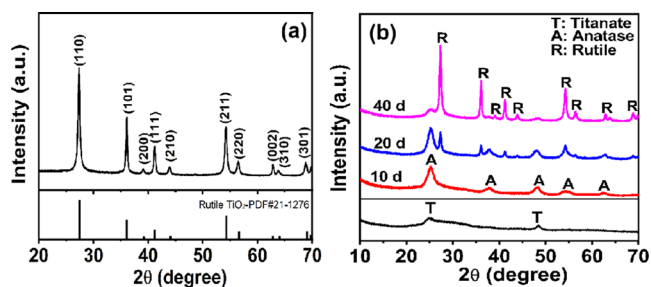 (a)
Intensity (a.u.)
(110)
(101)
(200)
(111)
(210)
(211)
(220)
(002)
(310)
(301)
Rutile TiO₂-PDF#21-1276
20 30 40 50 60 70
2θ (degree)
(b)
T: Titanate
A: Anatase
R: Rutile
Intensity (a.u.)
R R R R R R R R R
40 d
20 d
10 d A A A A A
T T
10 20 30 40 50 60 70
2θ (degree)